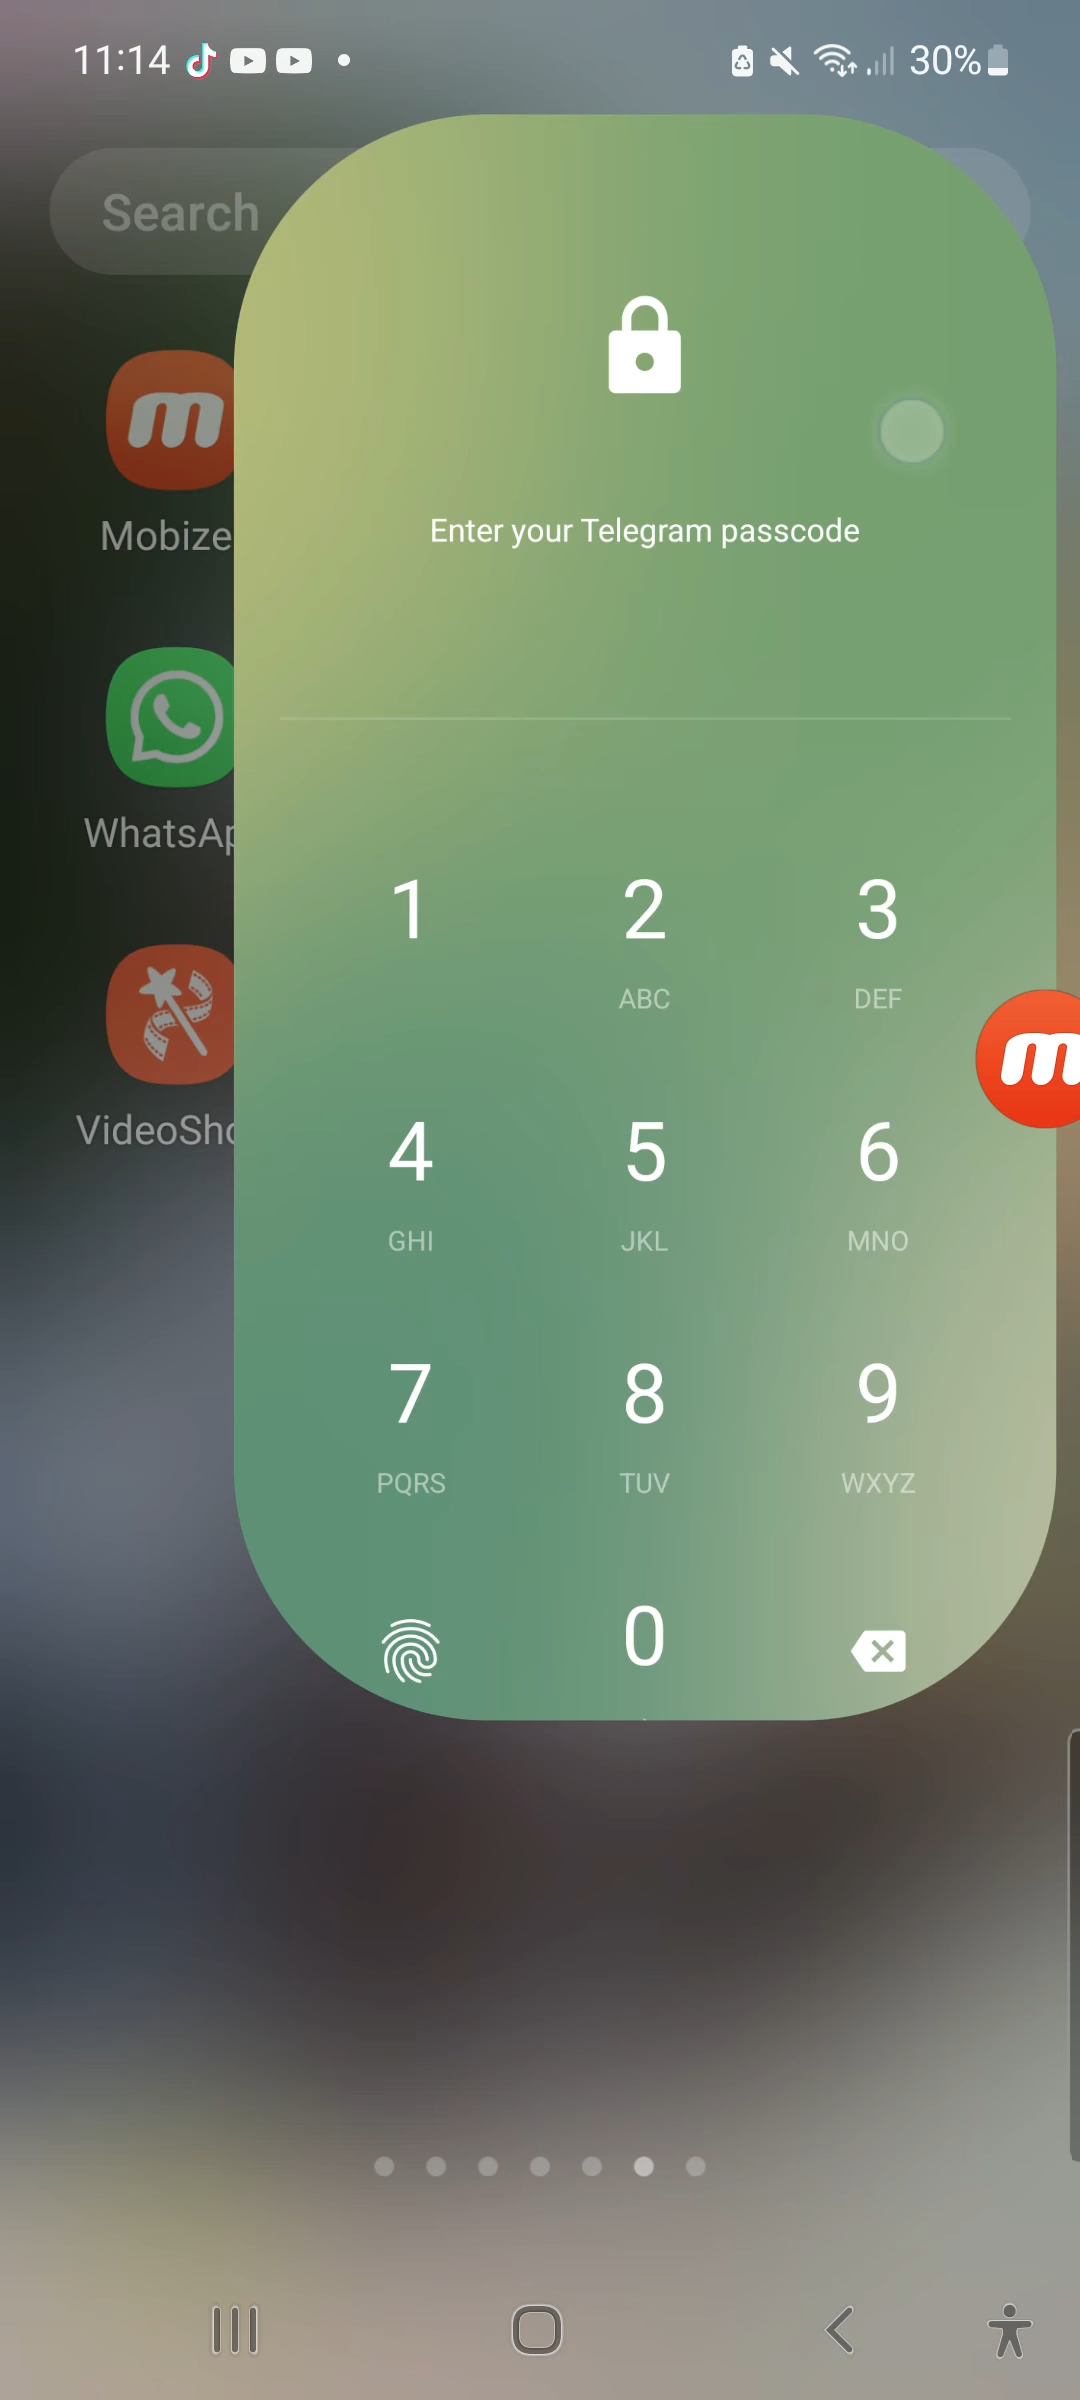 11:14
30%
Search
Enter your Telegram passcode
Mobize
WhatsAp
VideoSho
1
2
ABC
3
DEF
4
GHI
5
JKL
6
MNO
7
PQRS
8
TUV
9
WXYZ
0